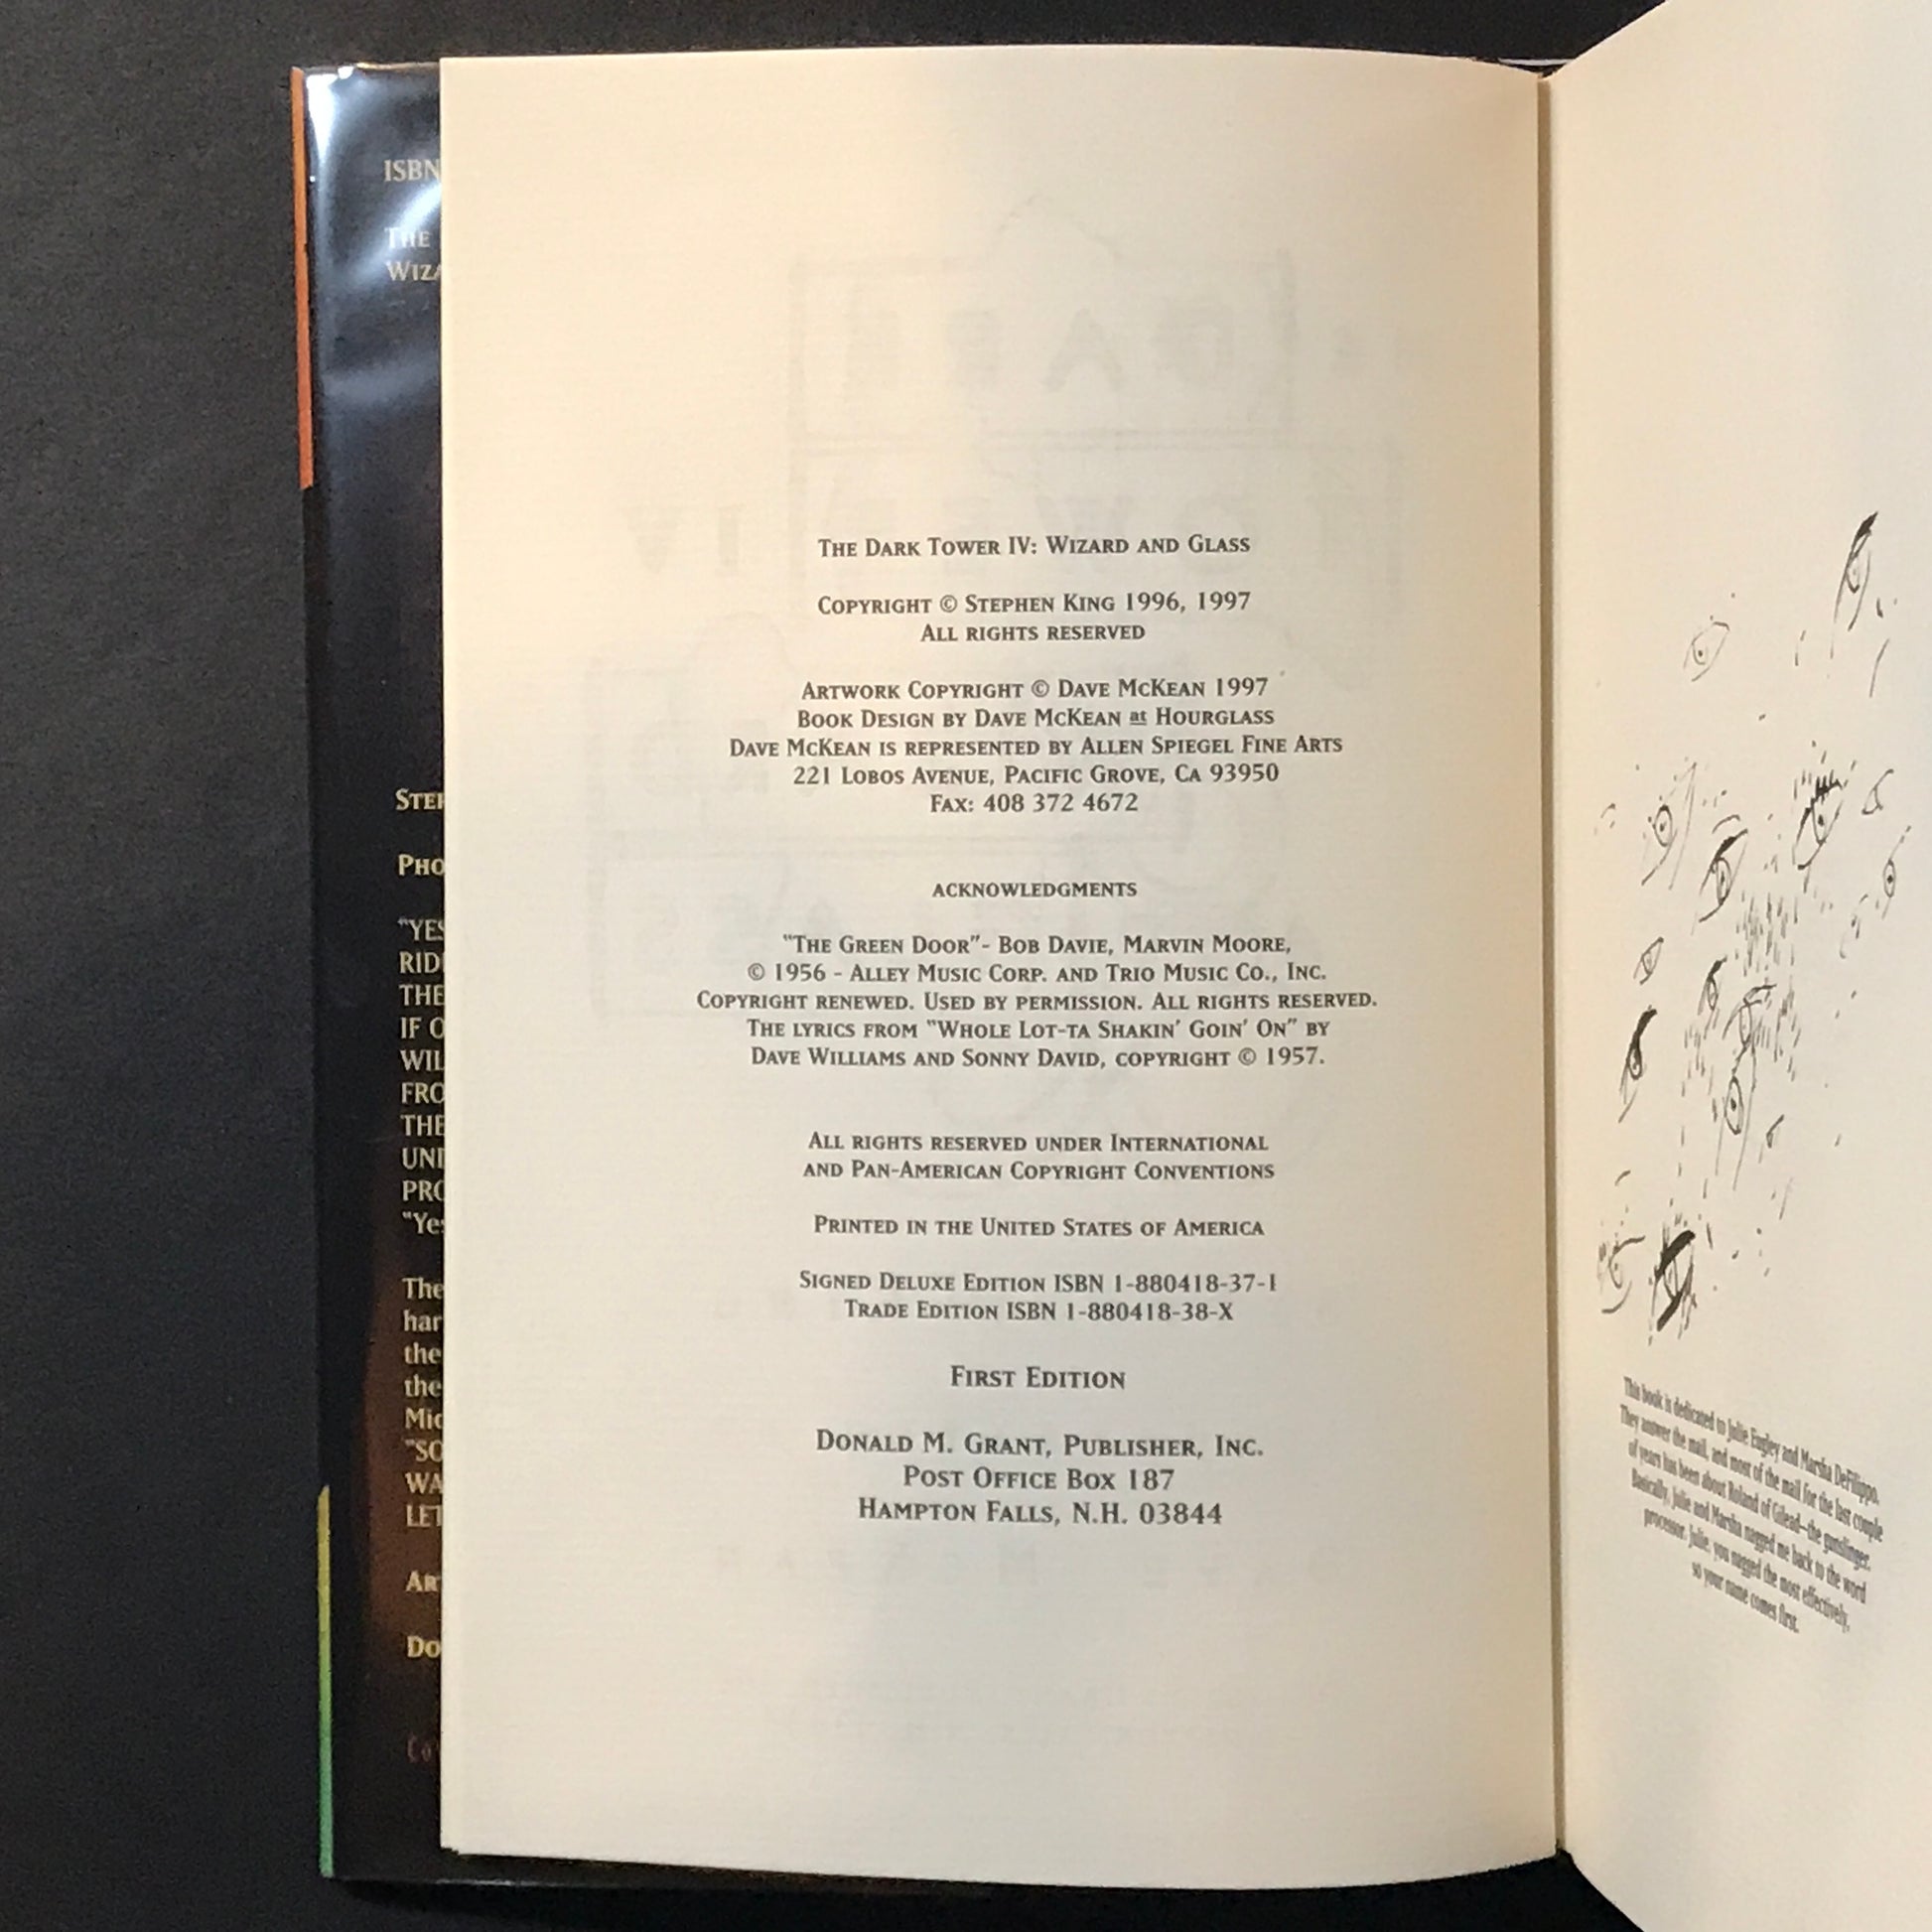 ISBN
THE
STEP
PHO
"YES
THE
IF O
FRO
THE
"Yes
The
the
the
"SO
THE DARK TOWER IV: WIZARD AND GLASS
COPYRIGHT © STEPHEN KING 1996, 1997
ALL RIGHTS RESERVED
ARTWORK COPYRIGHT © DAVE MCKEAN 1997
BOOK DESIGN BY DAVE MCKEAN at HOURGLASS
DAVE MCKEAN IS REPRESENTED BY ALLEN SPIEGEL FINE ARTS
221 LOBOS AVENUE, PACIFIC GROVE, CA 93950
FAX: 408 372 4672
ACKNOWLEDGMENTS
"THE GREEN DOOR"- BOB DAVIE, MARVIN MOORE,
© 1956 - ALLEY MUSIC CORP. AND TRIO MUSIC CO., INC.
COPYRIGHT RENEWED. USED BY PERMISSION. ALL RIGHTS RESERVED.
THE LYRICS FROM "WHOLE LOT-TA SHAKIN' GOIN' ON" BY
DAVE WILLIAMS AND SONNY DAVID, COPYRIGHT © 1957.
ALL RIGHTS RESERVED UNDER INTERNATIONAL
AND PAN-AMERICAN COPYRIGHT CONVENTIONS
PRINTED IN THE UNITED STATES OF AMERICA
SIGNED DELUXE EDITION ISBN 1-880418-37-1
TRADE EDITION ISBN 1-880418-38-X
FIRST EDITION
DONALD M. GRANT, PUBLISHER, INC.
POST OFFICE BOX 187
HAMPTON FALLS, N.H. 03844
This book is dedicated to Julie Eugley and Marsha DeFilippo.
They answer the mail, and most of the mail for the last couple
of years has been about Roland of Gilead—the gunslinger.
Basically, Julie and Marsha nagged me back to the word
processor. Julie, you nagged the most effectively,
so your name comes first.